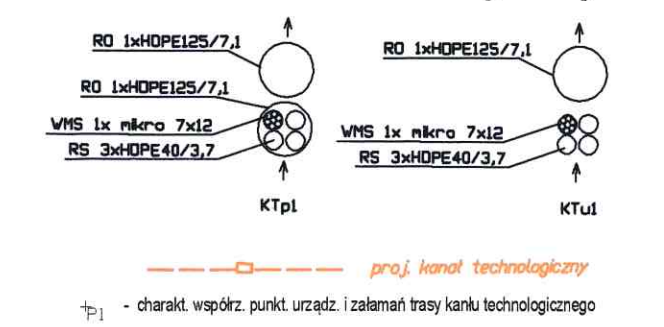 RO 1xHDPE125/7,1
RO 1xHDPE125/7,1
WMS 1x mikro 7x12
RS 3xHDPE40/3,7
KTp1
RO 1xHDPE125/7,1
WMS 1x mikro 7x12
RS 3xHDPE40/3,7
KTu1
proj. kanał technologiczny
P1 - charakt. współrz. punkt. urządz. i załamań trasy kanłu technologicznego